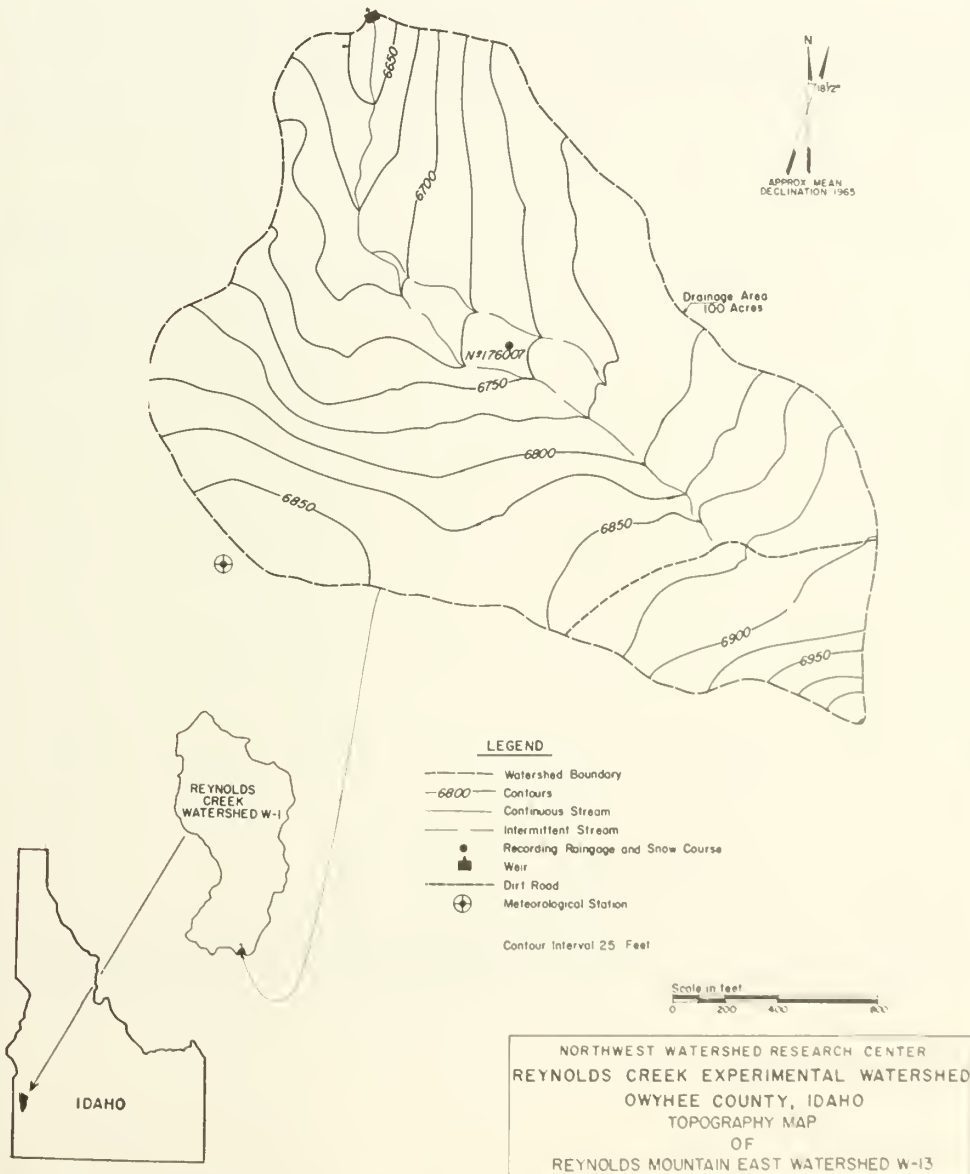 6650
N
18½°
APPROX MEAN
DECLINATION 1965
6700
Drainage Area
100 Acres
Nº176007
6750
6800
6850
6850
6900
6950
REYNOLDS
CREEK
WATERSHED W-1
LEGEND
Watershed Boundary
6800 Contours
Continuous Stream
Intermittent Stream
Recording Raingage and Snow Course
Weir
Dirt Road
Meteorological Station
Contour Interval 25 Feet
Scale in feet
0 200 400 800
IDAHO
NORTHWEST WATERSHED RESEARCH CENTER
REYNOLDS CREEK EXPERIMENTAL WATERSHED
OWYHEE COUNTY, IDAHO
TOPOGRAPHY MAP
OF
REYNOLDS MOUNTAIN EAST WATERSHED W-13